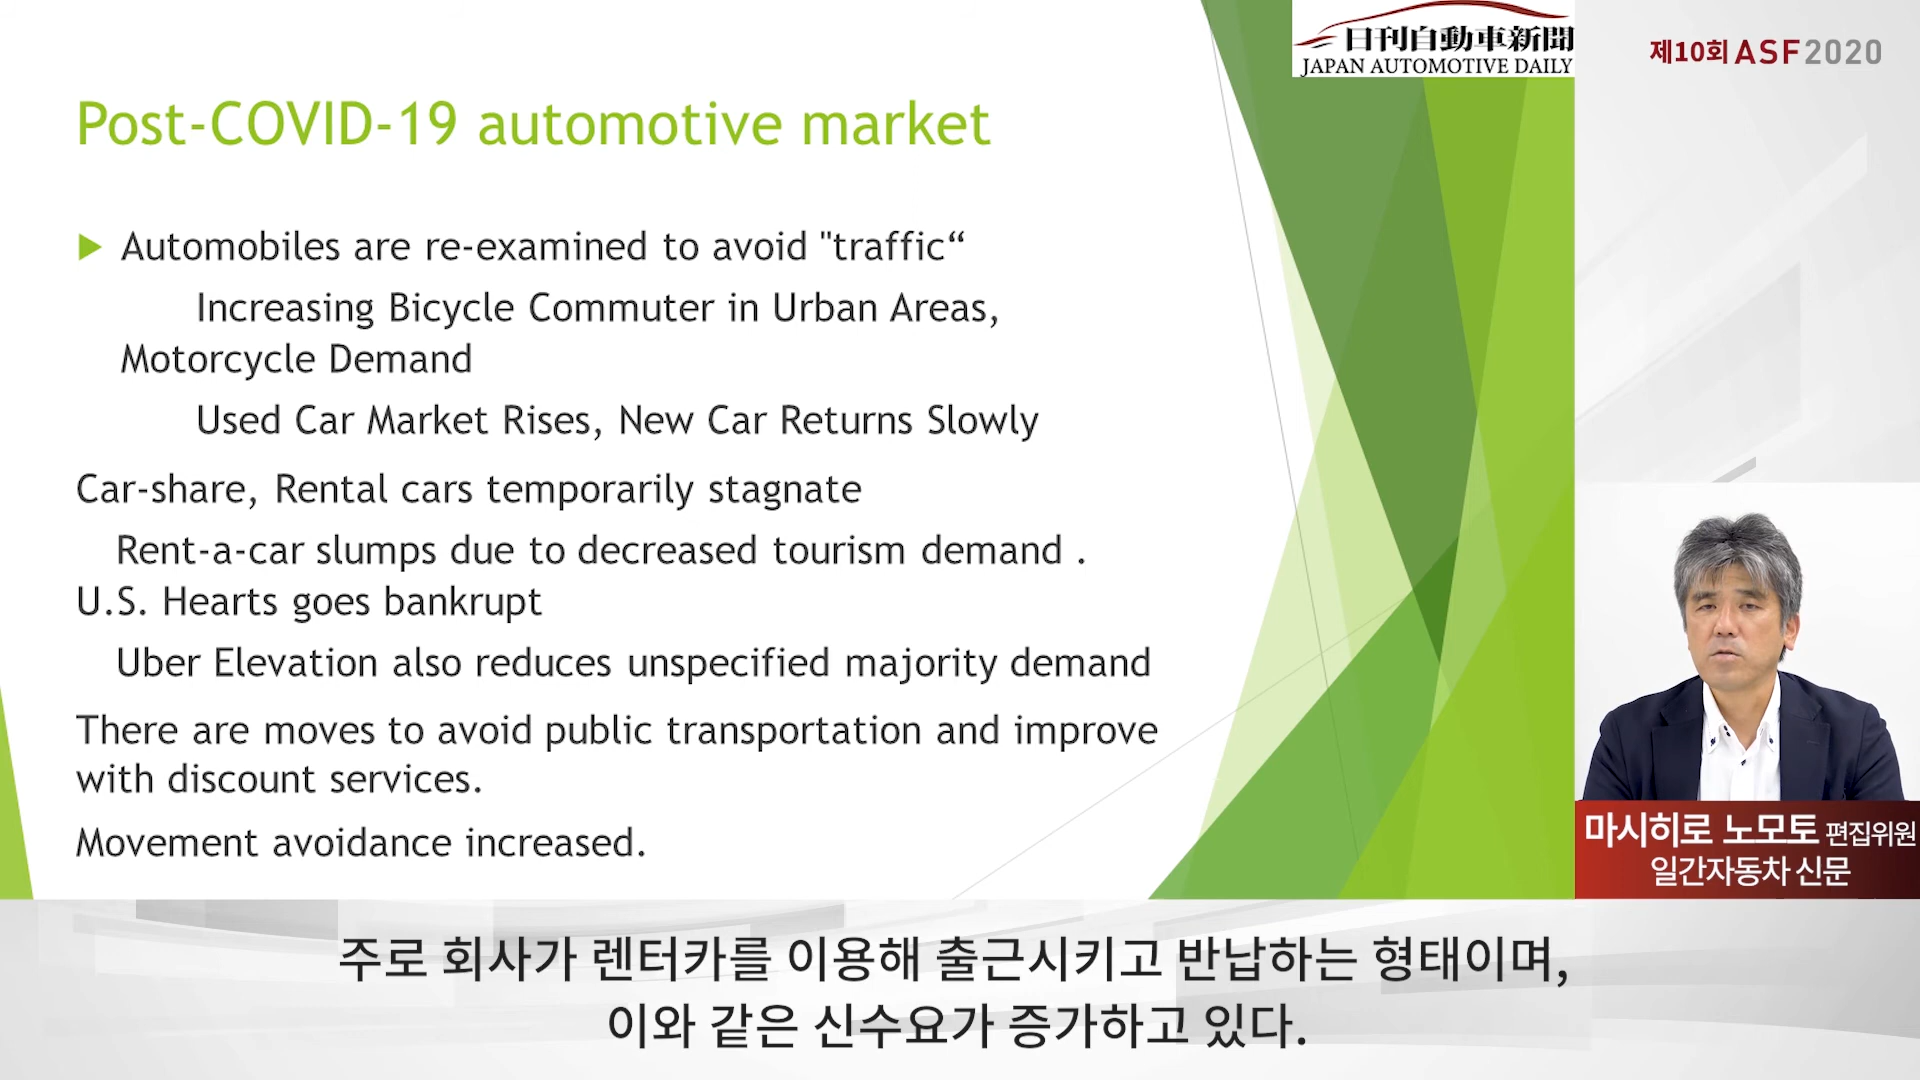 日刊自動車新聞
JAPAN AUTOMOTIVE DAILY
제10회 ASF2020
Post-COVID-19 automotive market
Automobiles are re-examined to avoid "traffic“
Increasing Bicycle Commuter in Urban Areas,
Motorcycle Demand
Used Car Market Rises, New Car Returns Slowly
Car-share, Rental cars temporarily stagnate
Rent-a-car slumps due to decreased tourism demand .
U.S. Hearts goes bankrupt
Uber Elevation also reduces unspecified majority demand
There are moves to avoid public transportation and improve
with discount services.
Movement avoidance increased.
마시히로 노모토 편집위원
일간자동차 신문
주로 회사가 렌터카를 이용해 출근시키고 반납하는 형태이며,
이와 같은 신수요가 증가하고 있다.